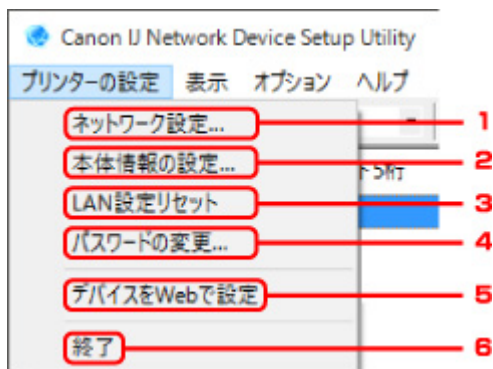 Canon IJ Network Device Setup Utility
プリンターの設定 表示 オプション ヘルプ
ネットワーク設定... 1
本体情報の設定... 2
ト5桁
LAN設定リセット 3
パスワードの変更... 4
デバイスをWebで設定 5
終了 6